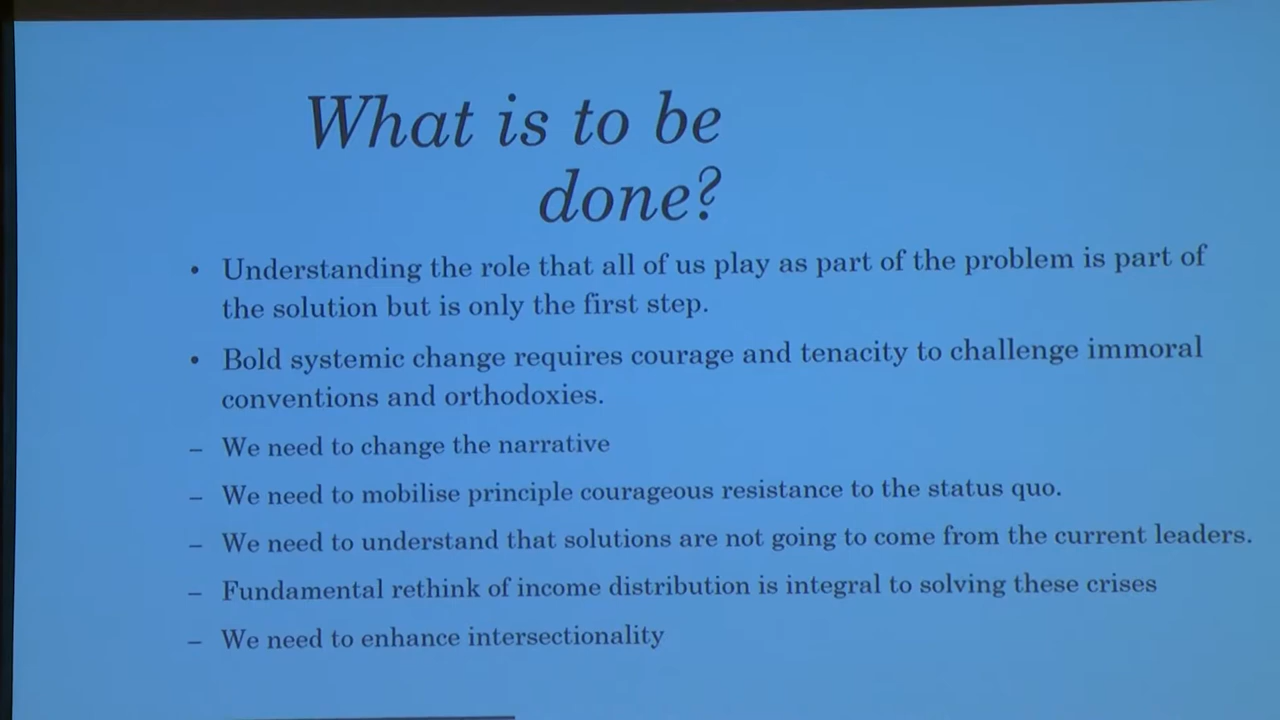 What is to be
done?
• Understanding the role that all of us play as part of the problem is part of
the solution but is only the first step.
• Bold systemic change requires courage and tenacity to challenge immoral
conventions and orthodoxies.
– We need to change the narrative
– We need to mobilise principle courageous resistance to the status quo.
– We need to understand that solutions are not going to come from the current leaders.
– Fundamental rethink of income distribution is integral to solving these crises
– We need to enhance intersectionality